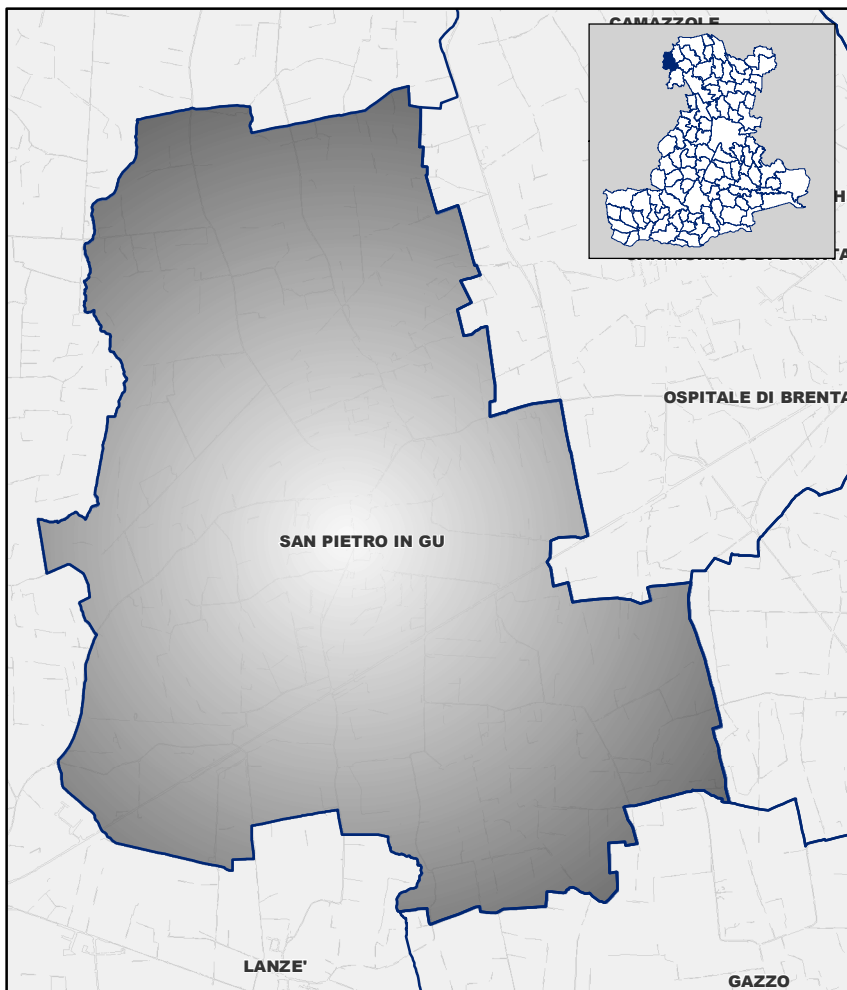 CAMAZZOLE
OSPITALE DI BRENTA
SAN PIETRO IN GU
LANZE'
GAZZO